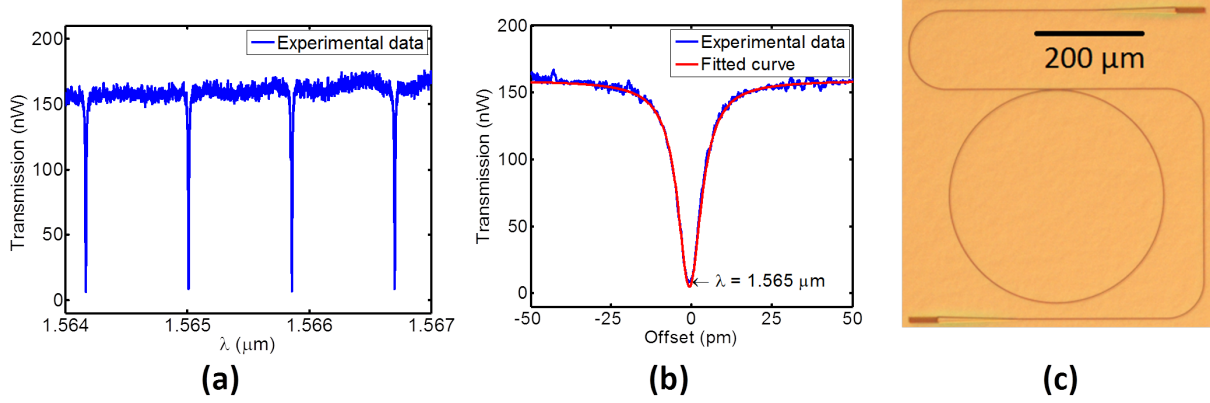 200
150
100
50
0
Transmission (nW)
Experimental data
1.564
1.565
1.566
1.567
λ (μm)
(a)
200
150
100
50
0
Transmission (nW)
Experimental data
Fitted curve
← λ = 1.565 μm
-50
-25
0
25
50
Offset (pm)
(b)
200 μm
(c)